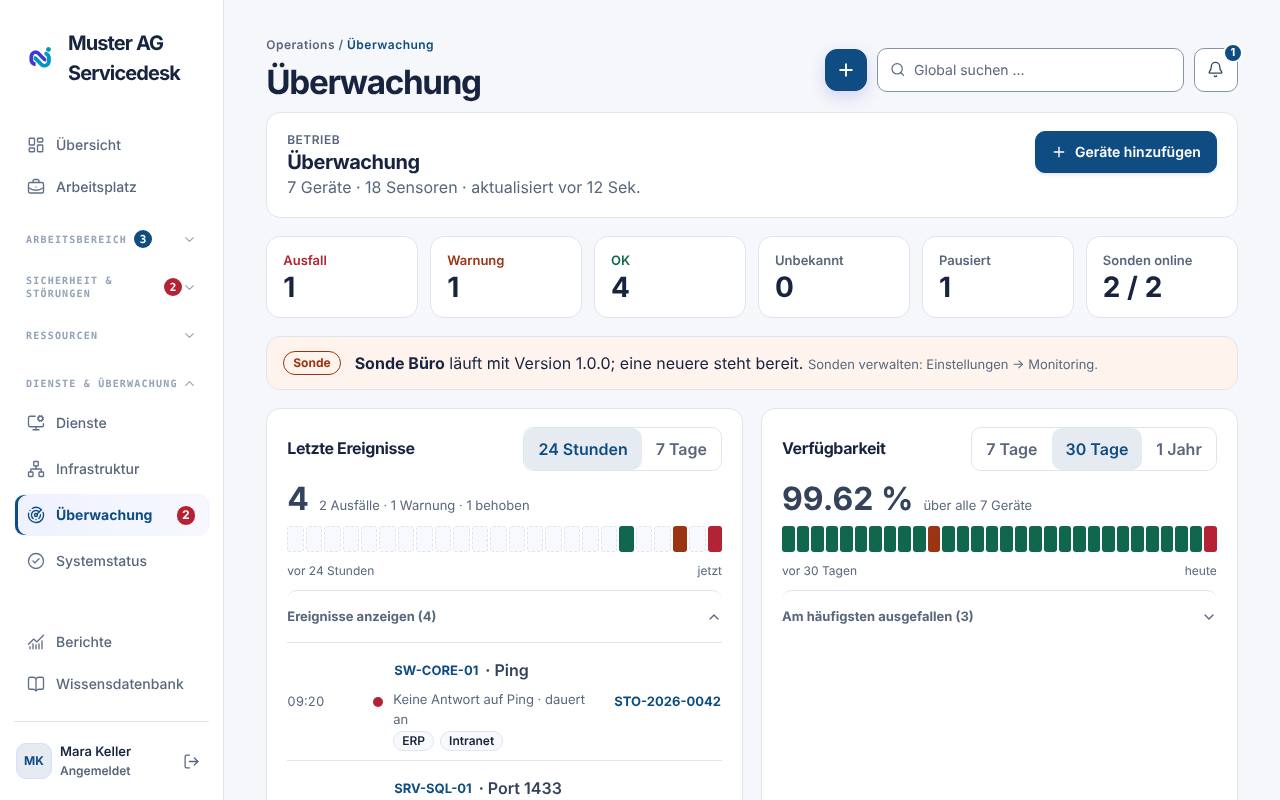 Muster AG
Servicedesk
Übersicht
Arbeitsplatz
ARBEITSBEREICH 3
SICHERHEIT &
STÖRUNGEN 2
RESSOURCEN
DIENSTE & ÜBERWACHUNG
Dienste
Infrastruktur
Überwachung 2
Systemstatus
Berichte
Wissensdatenbank
MK Mara Keller
Angemeldet
Operations / Überwachung
Überwachung
+ Global suchen ... 1
BETRIEB
Überwachung
7 Geräte · 18 Sensoren · aktualisiert vor 12 Sek.
+ Geräte hinzufügen
Ausfall
1
Warnung
1
OK
4
Unbekannt
0
Pausiert
1
Sonden online
2 / 2
Sonde Sonde Büro läuft mit Version 1.0.0; eine neuere steht bereit. Sonden verwalten: Einstellungen → Monitoring.
Letzte Ereignisse 24 Stunden 7 Tage
4 2 Ausfälle · 1 Warnung · 1 behoben
vor 24 Stunden jetzt
Ereignisse anzeigen (4)
SW-CORE-01 · Ping
09:20 Keine Antwort auf Ping · dauert STO-2026-0042
an
ERP Intranet
SRV-SQL-01 · Port 1433
Verfügbarkeit 7 Tage 30 Tage 1 Jahr
99.62 % über alle 7 Geräte
vor 30 Tagen heute
Am häufigsten ausgefallen (3)